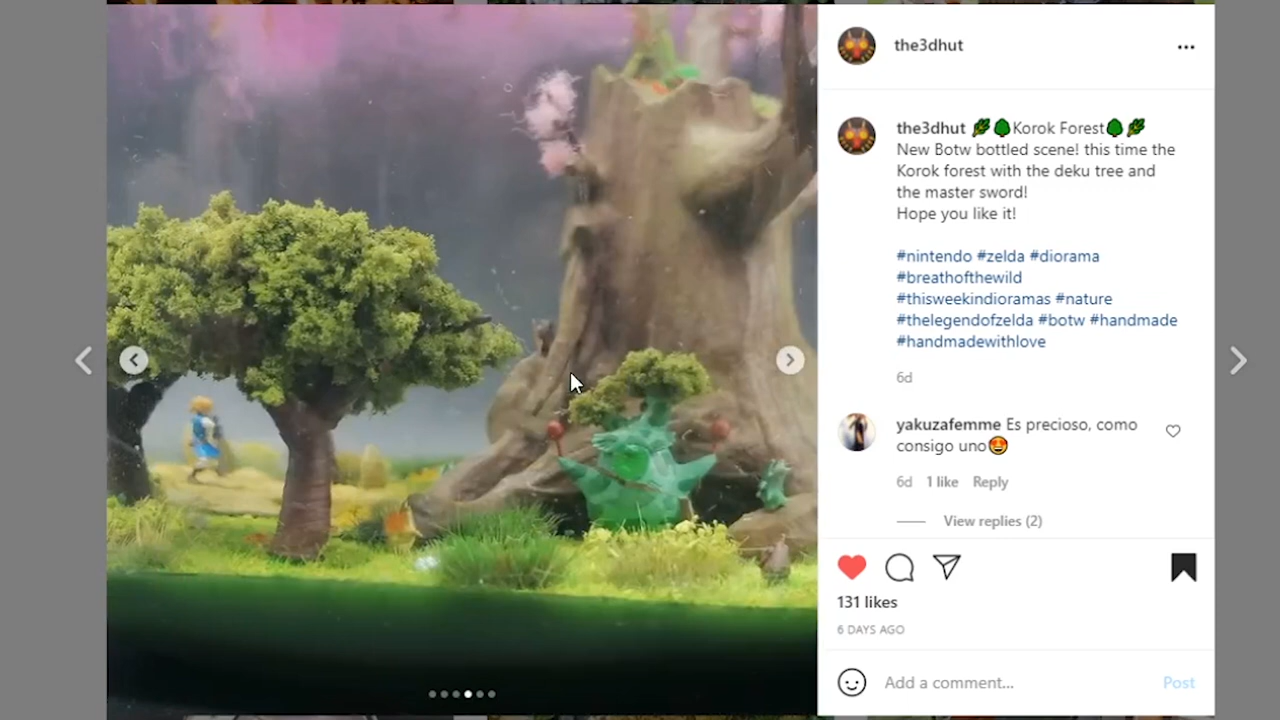 the3dhut
the3dhut 🌿🌳Korok Forest🌳🌿
New Botw bottled scene! this time the
Korok forest with the deku tree and
the master sword!
Hope you like it!
#nintendo #zelda #diorama
#breathofthewild
#thisweekindioramas #nature
#thelegendofzelda #botw #handmade
#handmadewithlove
6d
yakuzafemme Es precioso, como
consigo uno🤩
6d 1 like Reply
View replies (2)
131 likes
6 DAYS AGO
Add a comment... Post